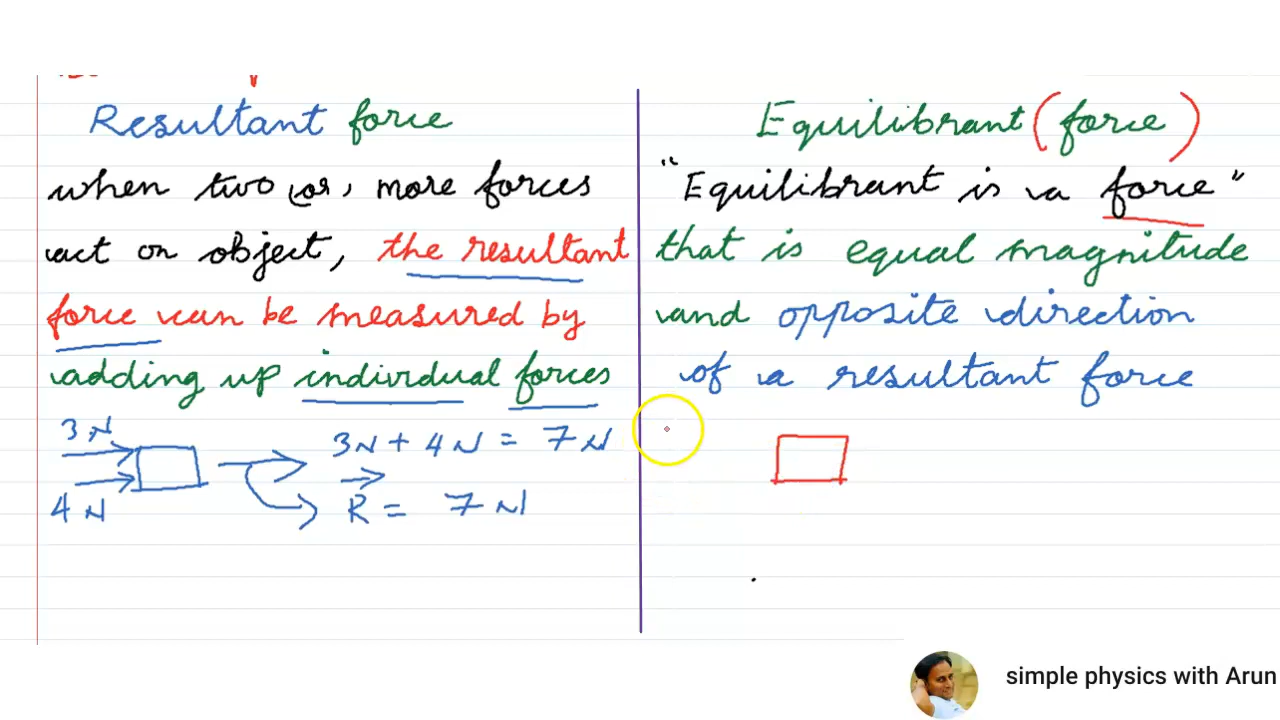 Resultant force
when two or, more forces
act on object, the resultant
force can be measured by
adding up individual forces
3N
4N
3N + 4N = 7N
R = 7N
Equilibrant (force)
"Equilibrant is a force"
that is equal magnitude
and opposite direction
of a resultant force
simple physics with Arun